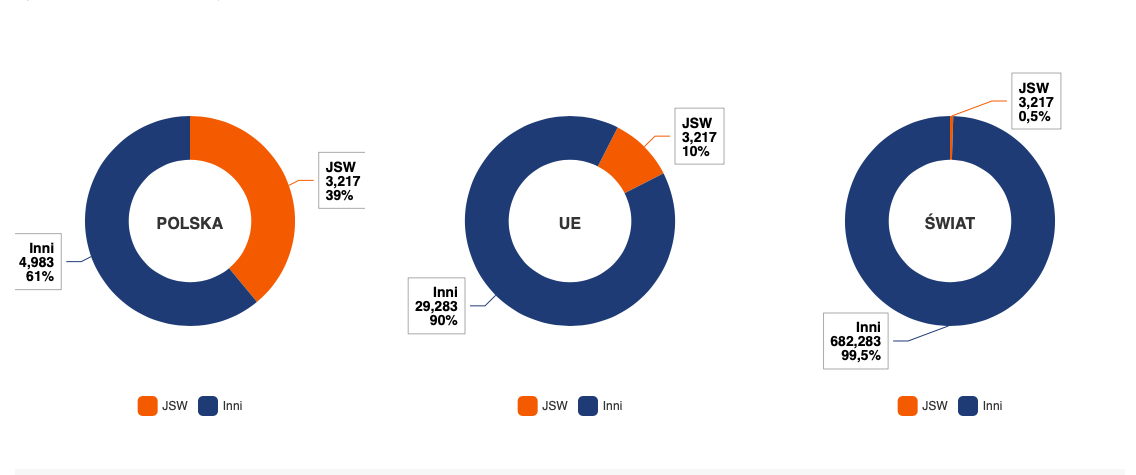 JSW
3,217
39%
POLSKA
Inni
4,983
61%
JSW
Inni
JSW
3,217
10%
UE
Inni
29,283
90%
JSW
Inni
JSW
3,217
0,5%
ŚWIAT
Inni
682,283
99,5%
JSW
Inni